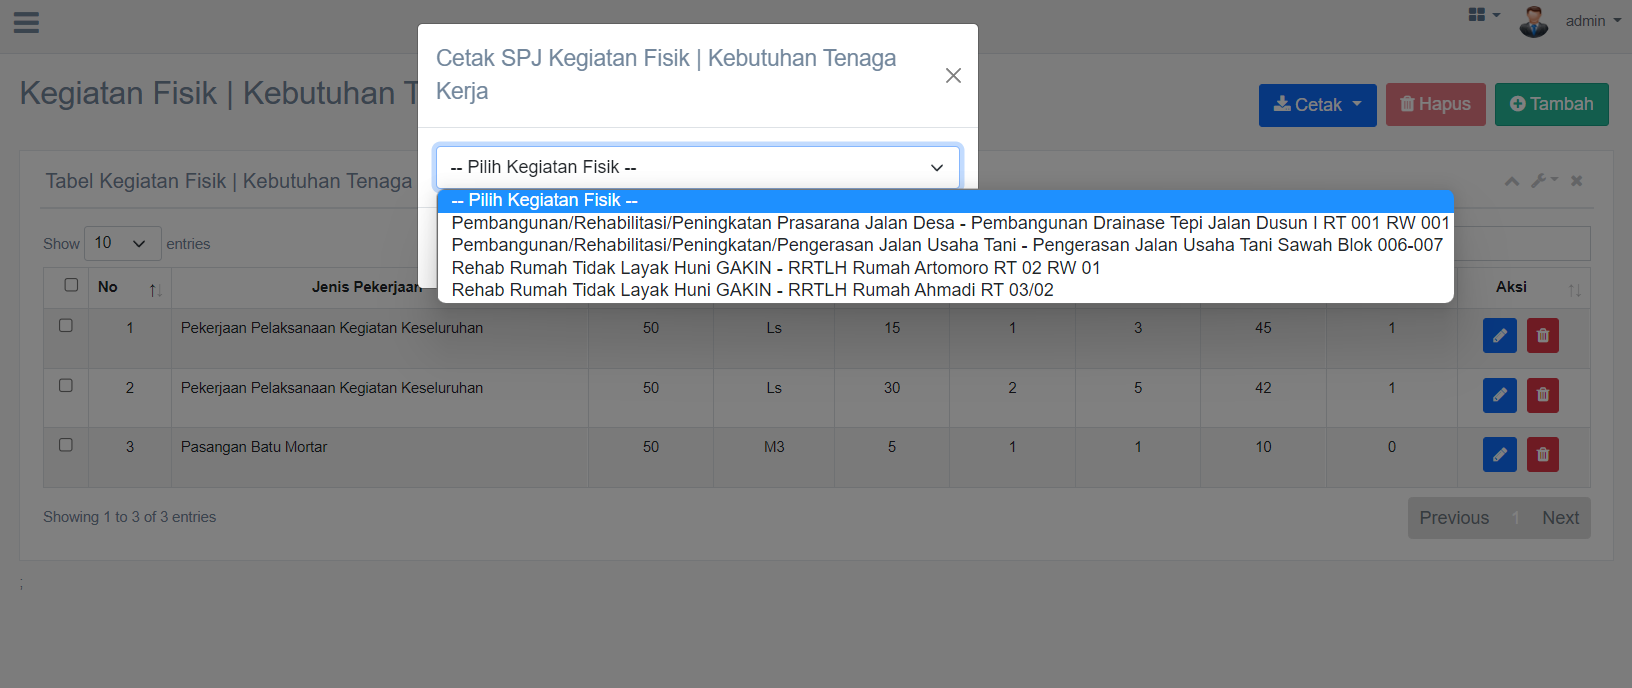 admin
Cetak SPJ Kegiatan Fisik | Kebutuhan Tenaga
Kerja
Kegiatan Fisik | Kebutuhan T
Cetak
Hapus
Tambah
-- Pilih Kegiatan Fisik --
Tabel Kegiatan Fisik | Kebutuhan Tenaga
-- Pilih Kegiatan Fisik --
Pembangunan/Rehabilitasi/Peningkatan Prasarana Jalan Desa - Pembangunan Drainase Tepi Jalan Dusun I RT 001 RW 001
Pembangunan/Rehabilitasi/Peningkatan/Pengerasan Jalan Usaha Tani - Pengerasan Jalan Usaha Tani Sawah Blok 006-007
Rehab Rumah Tidak Layak Huni GAKIN - RRTLH Rumah Artomoro RT 02 RW 01
Rehab Rumah Tidak Layak Huni GAKIN - RRTLH Rumah Ahmadi RT 03/02
Show 10 entries
No Jenis Pekerjaan Aksi
1 Pekerjaan Pelaksanaan Kegiatan Keseluruhan 50 Ls 15 1 3 45 1
2 Pekerjaan Pelaksanaan Kegiatan Keseluruhan 50 Ls 30 2 5 42 1
3 Pasangan Batu Mortar 50 M3 5 1 1 10 0
Showing 1 to 3 of 3 entries
Previous 1 Next
;